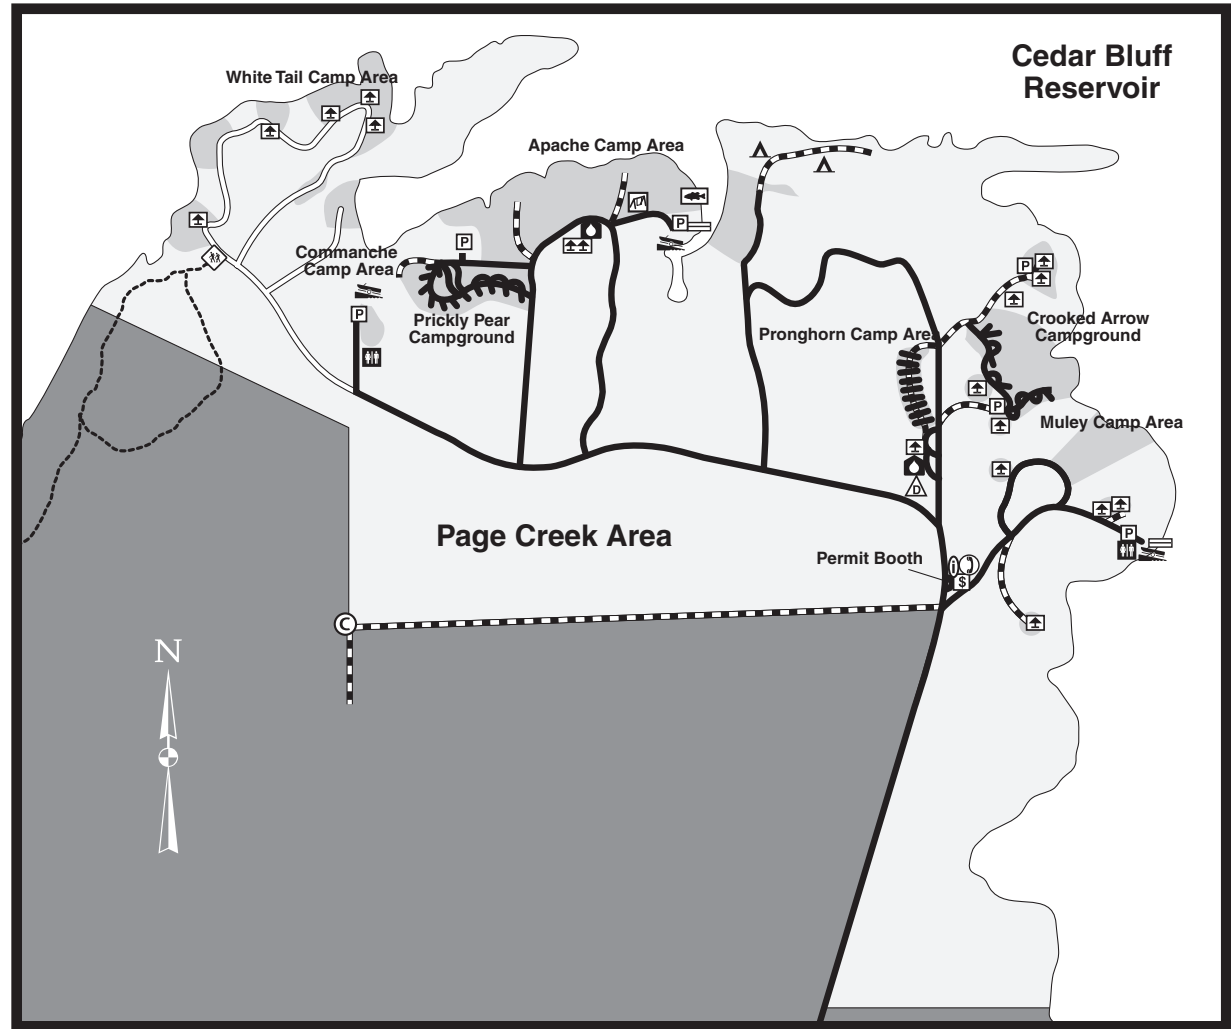 Cedar Bluff
Reservoir
White Tail Camp Area
Apache Camp Area
P
P
Commanche
Camp Area
P
P
Crooked Arrow
Campground
Prickly Pear
Campground
Pronghorn Camp Area
P
Muley Camp Area
D
Page Creek Area
P
Permit Booth
i
$
C
N